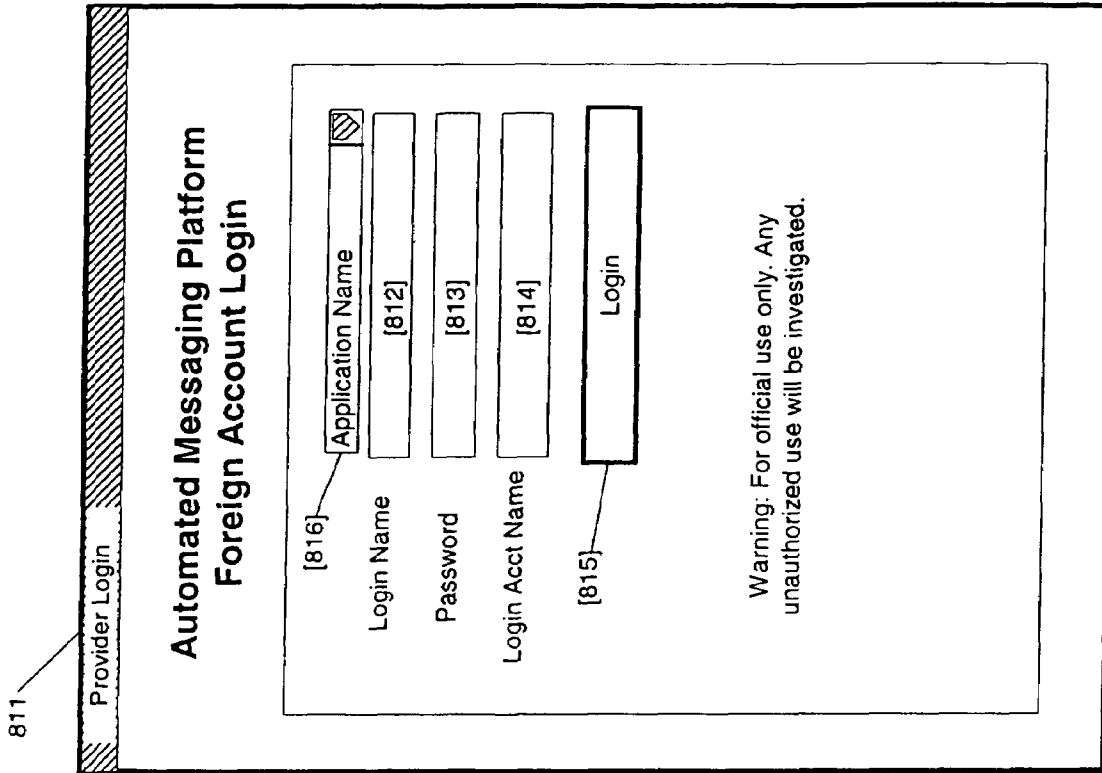 811
Provider Login
Automated Messaging Platform
Foreign Account Login
[816]
Application Name
Login Name
[812]
Password
[813]
Login Acct Name
[814]
[815]
Login
Warning: For official use only. Any
unauthorized use will be investigated.